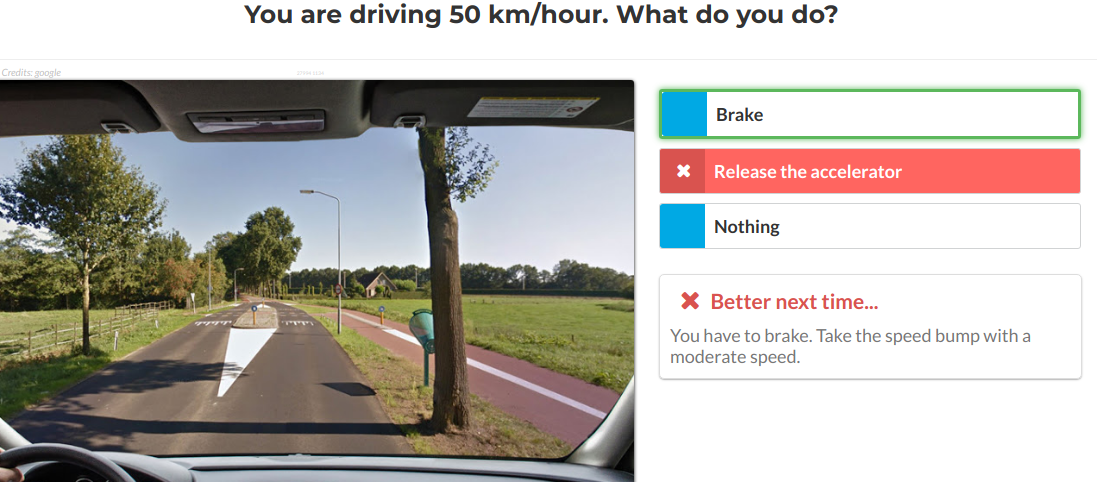 You are driving 50 km/hour. What do you do?
Credits: google
Brake
Release the accelerator
Nothing
Better next time...
You have to brake. Take the speed bump with a
moderate speed.